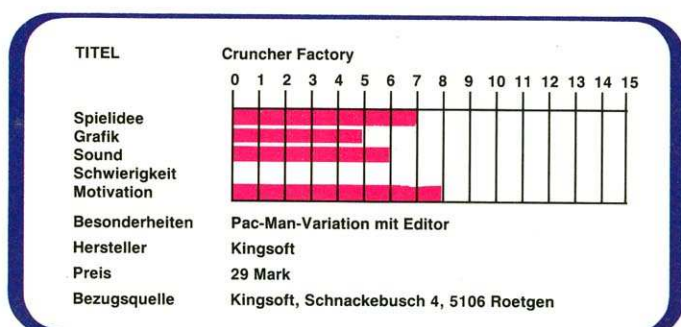 TITEL Cruncher Factory
0 1 2 3 4 5 6 7 8 9 10 11 12 13 14 15
Spielidee
Grafik
Sound
Schwierigkeit
Motivation
Besonderheiten Pac-Man-Variation mit Editor
Hersteller Kingsoft
Preis 29 Mark
Bezugsquelle Kingsoft, Schnackebusch 4, 5106 Roetgen